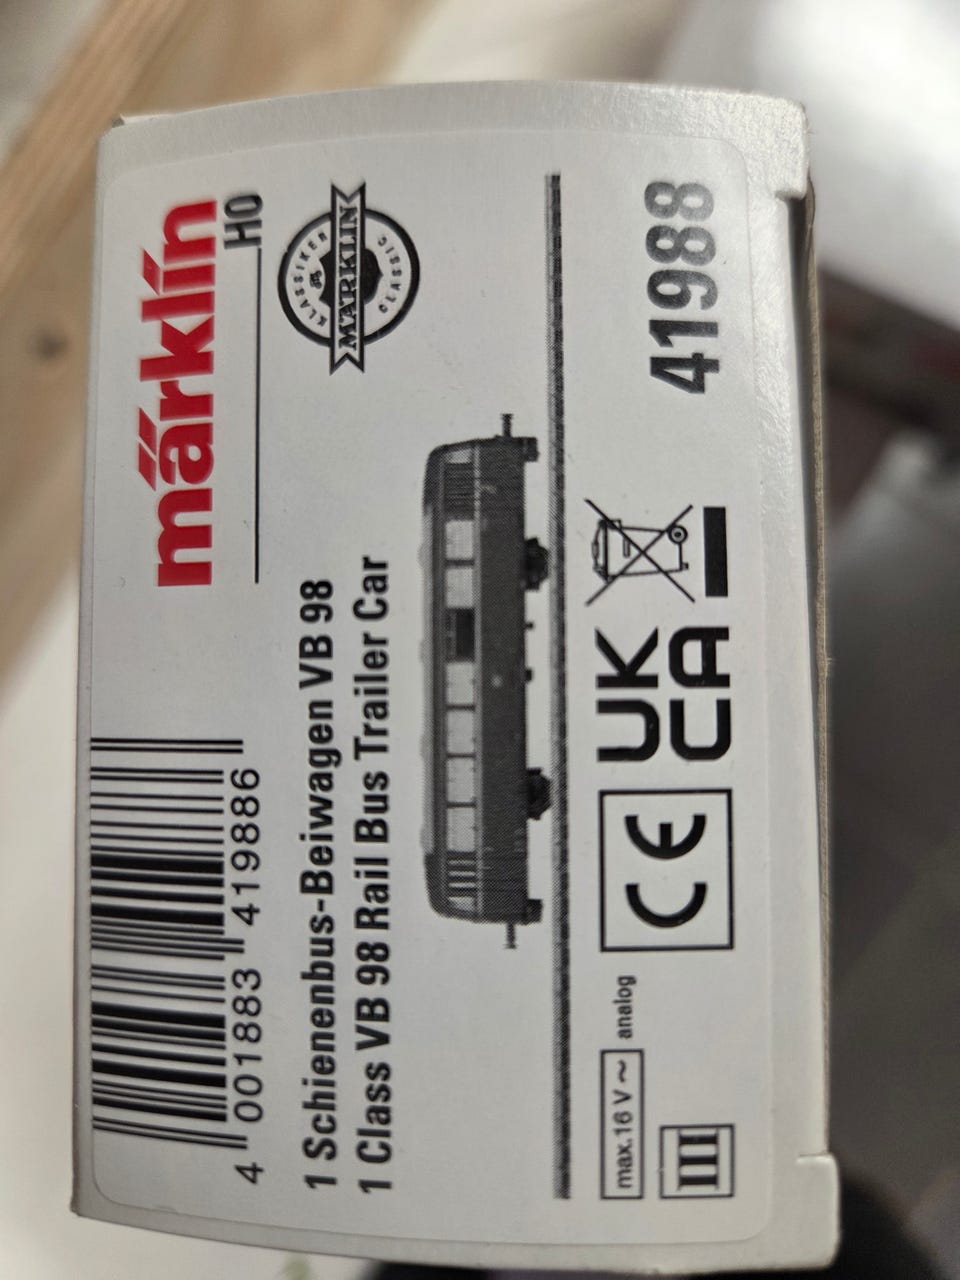 4 001883 419886
märklin
H0
1 Schienenbus-Beiwagen VB 98
1 Class VB 98 Rail Bus Trailer Car
KLASSIKER
MÄRKLIN
CLASSIC
max.16 V ~ analog
III
CE
UK
CA
41988